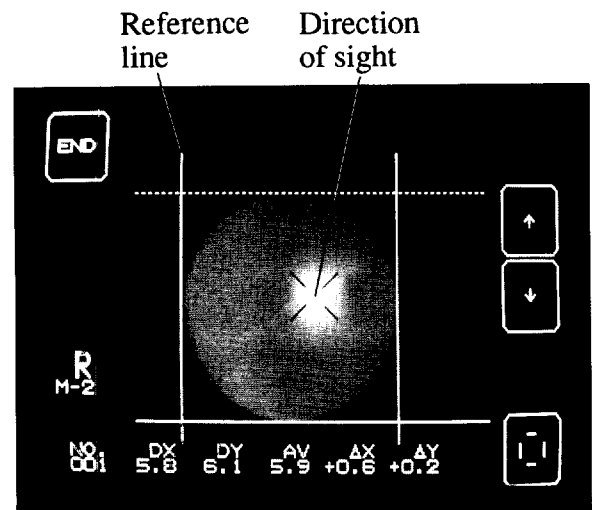 Reference line
Direction of sight
END
↑
↓
R
M-2
NO. DX DY AV ΔX ΔY
001 5.8 6.1 5.9 +0.6 +0.2